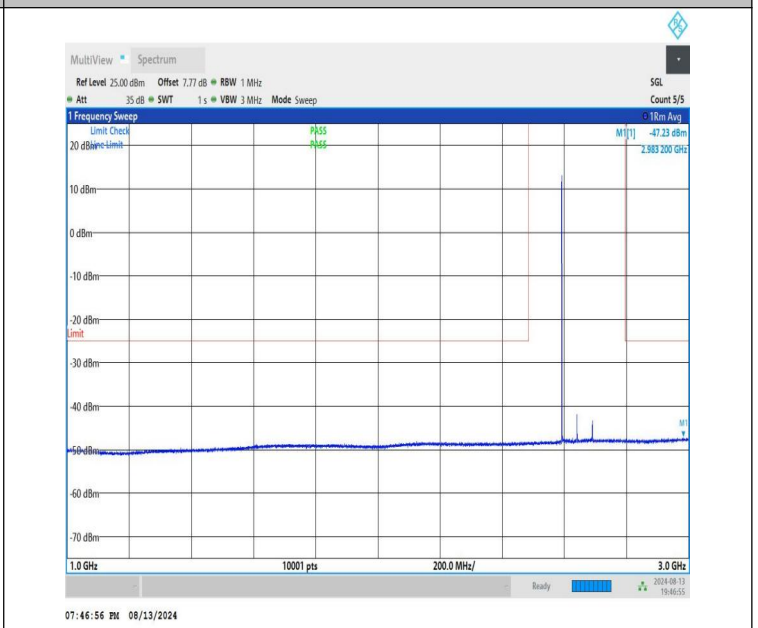 MultiView Spectrum
Ref Level 25.00 dBm Offset 7.77 dB RBW 1 MHz SGL
Att 35 dB SWT 1 s VBW 3 MHz Mode Sweep Count 5/5
1 Frequency Sweep 1Rm Avg
Limit Check PASS M1[1] -47.23 dBm
Line Limit PASS 2.983 200 GHz
20 dBm
10 dBm
0 dBm
-10 dBm
-20 dBm
Limit
-30 dBm
-40 dBm
M1
-50 dBm
-60 dBm
-70 dBm
1.0 GHz 10001 pts 200.0 MHz/ 3.0 GHz
Ready 2024-08-13
19:46:55
07:46:56 PM 08/13/2024